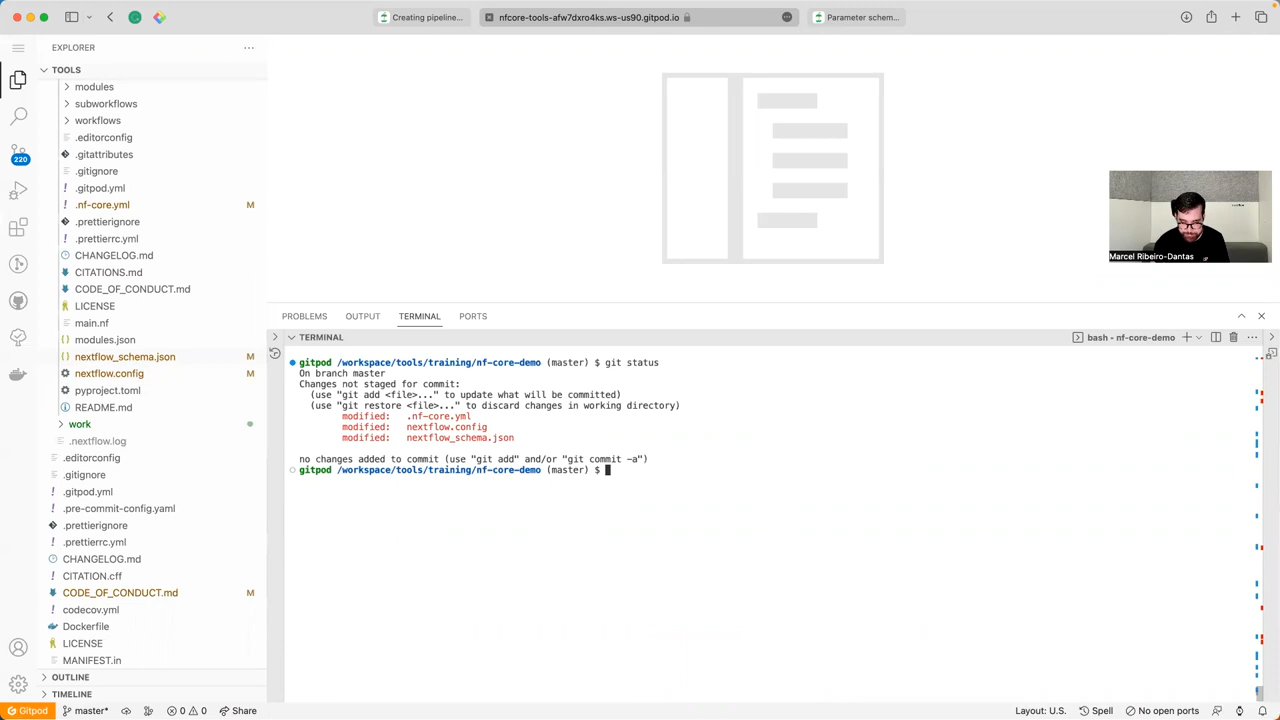 Creating pipeline...
nfcore-tools-afw7dxro4ks.ws-us90.gitpod.io
Parameter schem...
EXPLORER
TOOLS
modules
subworkflows
workflows
.editorconfig
.gitattributes
.gitignore
.gitpod.yml
.nf-core.yml M
.prettierignore
.prettierrc.yml
CHANGELOG.md
CITATIONS.md
CODE_OF_CONDUCT.md
LICENSE
main.nf
modules.json
nextflow_schema.json
nextflow.config
pyproject.toml
README.md
work
.nextflow.log
.editorconfig
.gitignore
.gitpod.yml
.pre-commit-config.yaml
.prettierignore
.prettierrc.yml
CHANGELOG.md
CITATION.cff
CODE_OF_CONDUCT.md M
codecov.yml
Dockerfile
LICENSE
MANIFEST.in
OUTLINE
TIMELINE
220
M
M
Marcel Ribeiro-Dantas
PROBLEMS OUTPUT TERMINAL PORTS
TERMINAL
bash - nf-core-demo
gitpod /workspace/tools/training/nf-core-demo (master) $ git status
On branch master
Changes not staged for commit:
(use "git add <file>..." to update what will be committed)
(use "git restore <file>..." to discard changes in working directory)
modified: .nf-core.yml
modified: nextflow.config
modified: nextflow_schema.json
no changes added to commit (use "git add" and/or "git commit -a")
gitpod /workspace/tools/training/nf-core-demo (master) $
Gitpod master* 0 0 Share
Layout: U.S. Spell No open ports